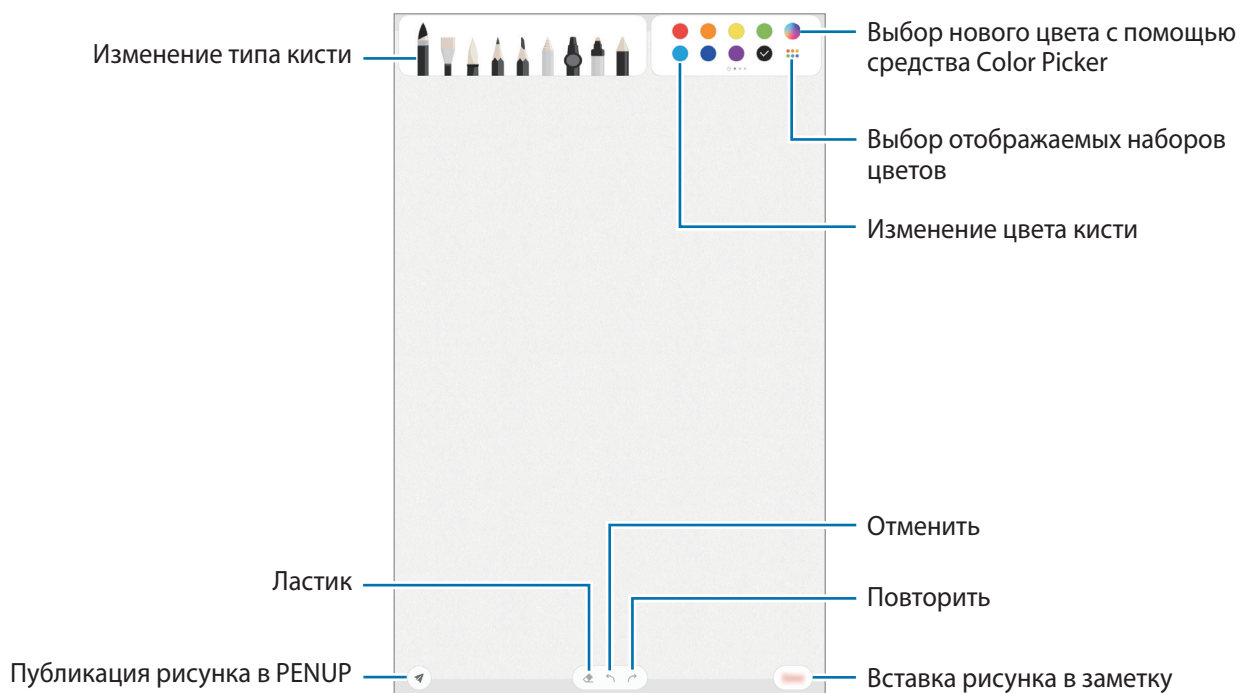 Изменение типа кисти
Выбор нового цвета с помощью
средства Color Picker
Выбор отображаемых наборов
цветов
Изменение цвета кисти
Отменить
Ластик
Повторить
Публикация рисунка в PENUP
Вставка рисунка в заметку